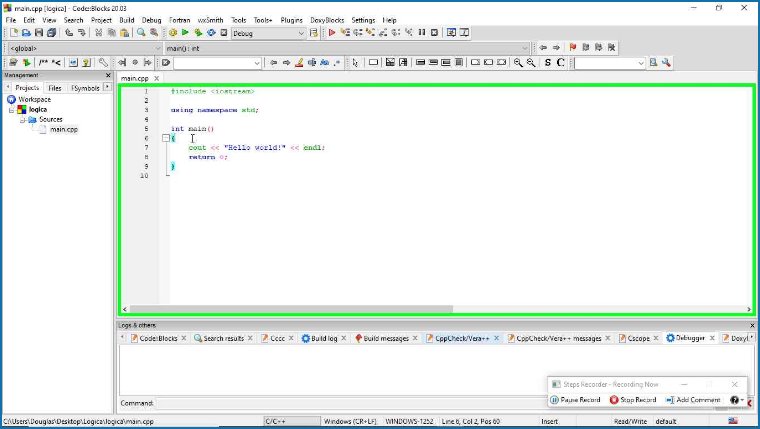 main.cpp [logica] - Code::Blocks 20.03
File Edit View Search Project Build Debug Fortran wxSmith Tools Tools+ Plugins DoxyBlocks Settings Help
Debug
<global> main() : int
/** *<
S C
Management
Projects Files FSymbols
main.cpp
Workspace
logica
Sources
main.cpp
1 #include <iostream>
2
3 using namespace std;
4
5 int main()
6 {
7 cout << "Hello world!" << endl;
8 return 0;
9 }
10
Logs & others
Code::Blocks Search results Cccc Build log Build messages CppCheck/Vera++ CppCheck/Vera++ messages Cscope Debugger
Command:
Steps Recorder - Recording Now
Pause Record Stop Record Add Comment
C:\Users\Douglas\Desktop\Logica\logica\main.cpp C/C++ Windows (CR+LF) WINDOWS-1252 Line 6, Col 2, Pos 60 Insert Read/Write default